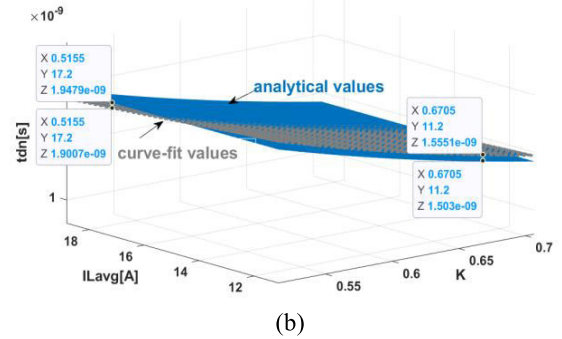 ×10⁻⁹
X 0.5155
Y 17.2
Z 1.9479e-09
X 0.5155
Y 17.2
Z 1.9007e-09
analytical values
curve-fit values
X 0.6705
Y 11.2
Z 1.5551e-09
X 0.6705
Y 11.2
Z 1.503e-09
tdn[s]
1
18
16
14
12
ILavg[A]
0.55
0.6
0.65
0.7
K
(b)